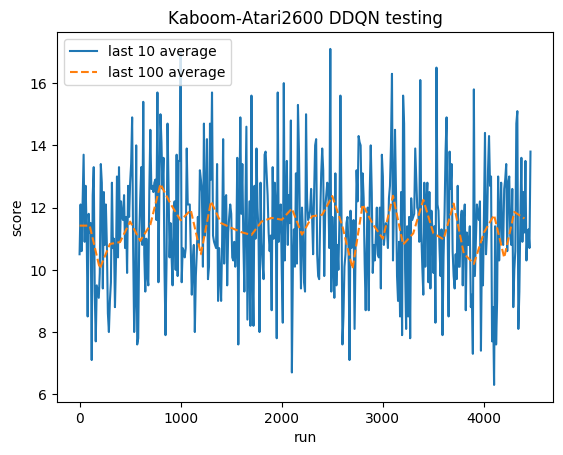 Kaboom-Atari2600 DDQN testing
last 10 average
last 100 average
16
14
12
10
8
6
score
0
1000
2000
3000
4000
run